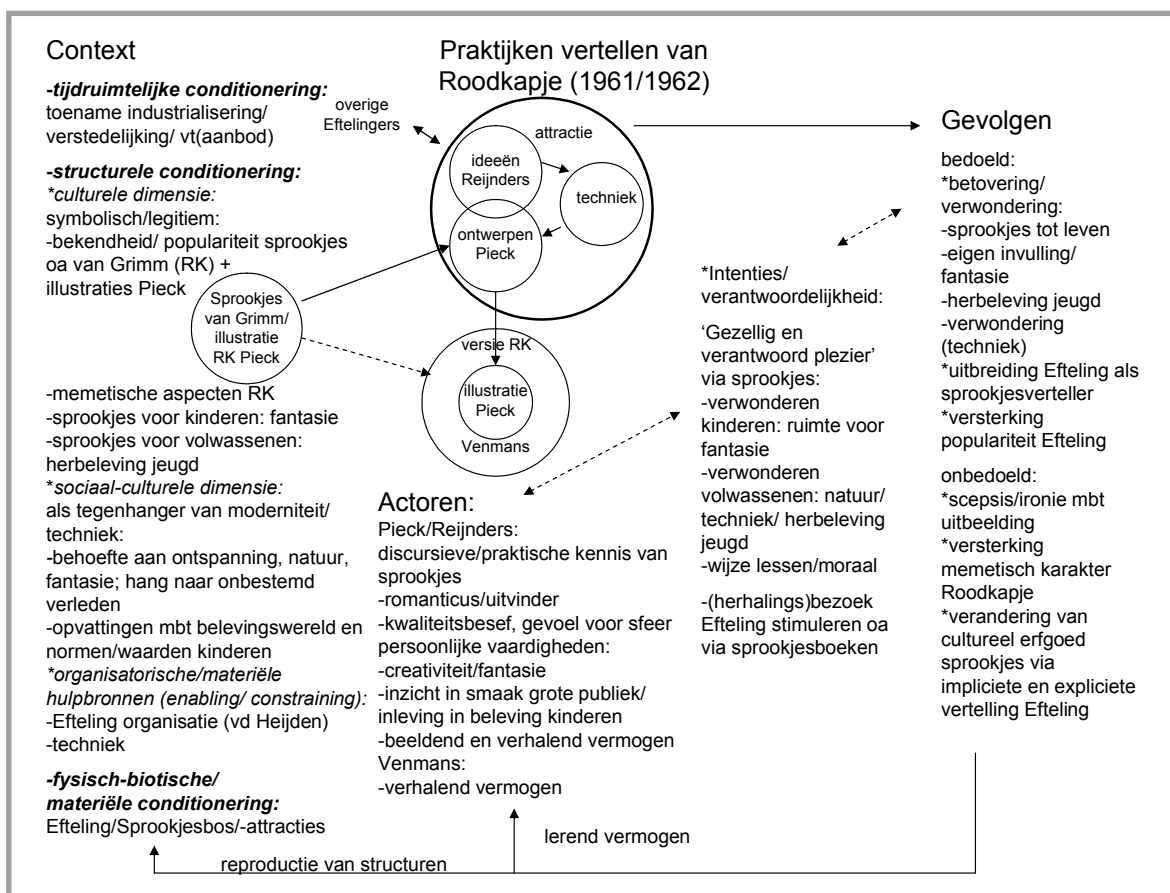 Context
-tijdruimtelijke conditionering:
toename industrialisering/
verstedelijking/ vt(aanbod)
-structurele conditionering:
*culturele dimensie:
symbolisch/legitiem:
-bekendheid/ populariteit sprookjes
oa van Grimm (RK) +
illustraties Pieck
Sprookjes
van Grimm/
illustratie
RK Pieck
-memetische aspecten RK
-sprookjes voor kinderen: fantasie
-sprookjes voor volwassenen:
herbeleving jeugd
*sociaal-culturele dimensie:
als tegenhanger van moderniteit/
techniek:
-behoefte aan ontspanning, natuur,
fantasie; hang naar onbestemd
verleden
-opvattingen mbt belevingswereld en
normen/waarden kinderen
*organisatorische/materiële
hulpbronnen (enabling/ constraining):
-Efteling organisatie (vd Heijden)
-techniek
-fysisch-biotische/
materiële conditionering:
Efteling/Sprookjesbos/-attracties
Praktijken vertellen van
Roodkapje (1961/1962)
overige
Eftelingers
attractie
ideeën
Reijnders
techniek
ontwerpen
Pieck
versie RK
illustratie
Pieck
Venmans
Actoren:
Pieck/Reijnders:
discursieve/praktische kennis van
sprookjes
-romanticus/uitvinder
-kwaliteitsbesef, gevoel voor sfeer
persoonlijke vaardigheden:
-creativiteit/fantasie
-inzicht in smaak grote publiek/
inleving in beleving kinderen
-beeldend en verhalend vermogen
Venmans:
-verhalend vermogen
*Intenties/
verantwoordelijkheid:
‘Gezellig en
verantwoord plezier’
via sprookjes:
-verwonderen
kinderen: ruimte voor
fantasie
-verwonderen
volwassenen: natuur/
techniek/ herbeleving
jeugd
-wijze lessen/moraal
-(herhalings)bezoek
Efteling stimuleren oa
via sprookjesboeken
Gevolgen
bedoeld:
*betovering/
verwondering:
-sprookjes tot leven
-eigen invulling/
fantasie
-herbeleving jeugd
-verwondering
(techniek)
*uitbreiding Efteling als
sprookjesverteller
*versterking
populariteit Efteling
onbedoeld:
*scepsis/ironie mbt
uitbeelding
*versterking
memetisch karakter
Roodkapje
*verandering van
cultureel erfgoed
sprookjes via
impliciete en expliciete
vertelling Efteling
lerend vermogen
reproductie van structuren